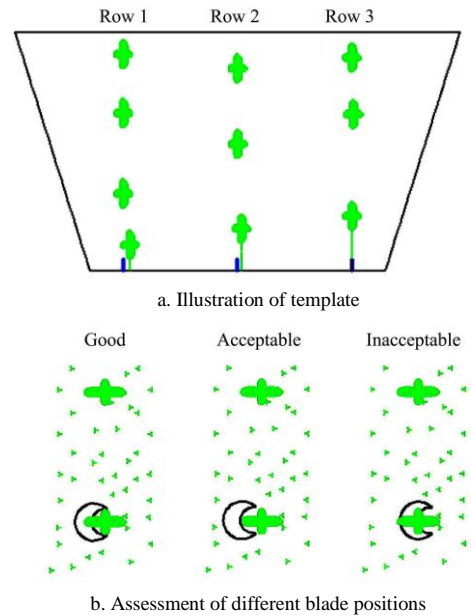 Row 1 Row 2 Row 3
a. Illustration of template
Good Acceptable Inacceptable
b. Assessment of different blade positions